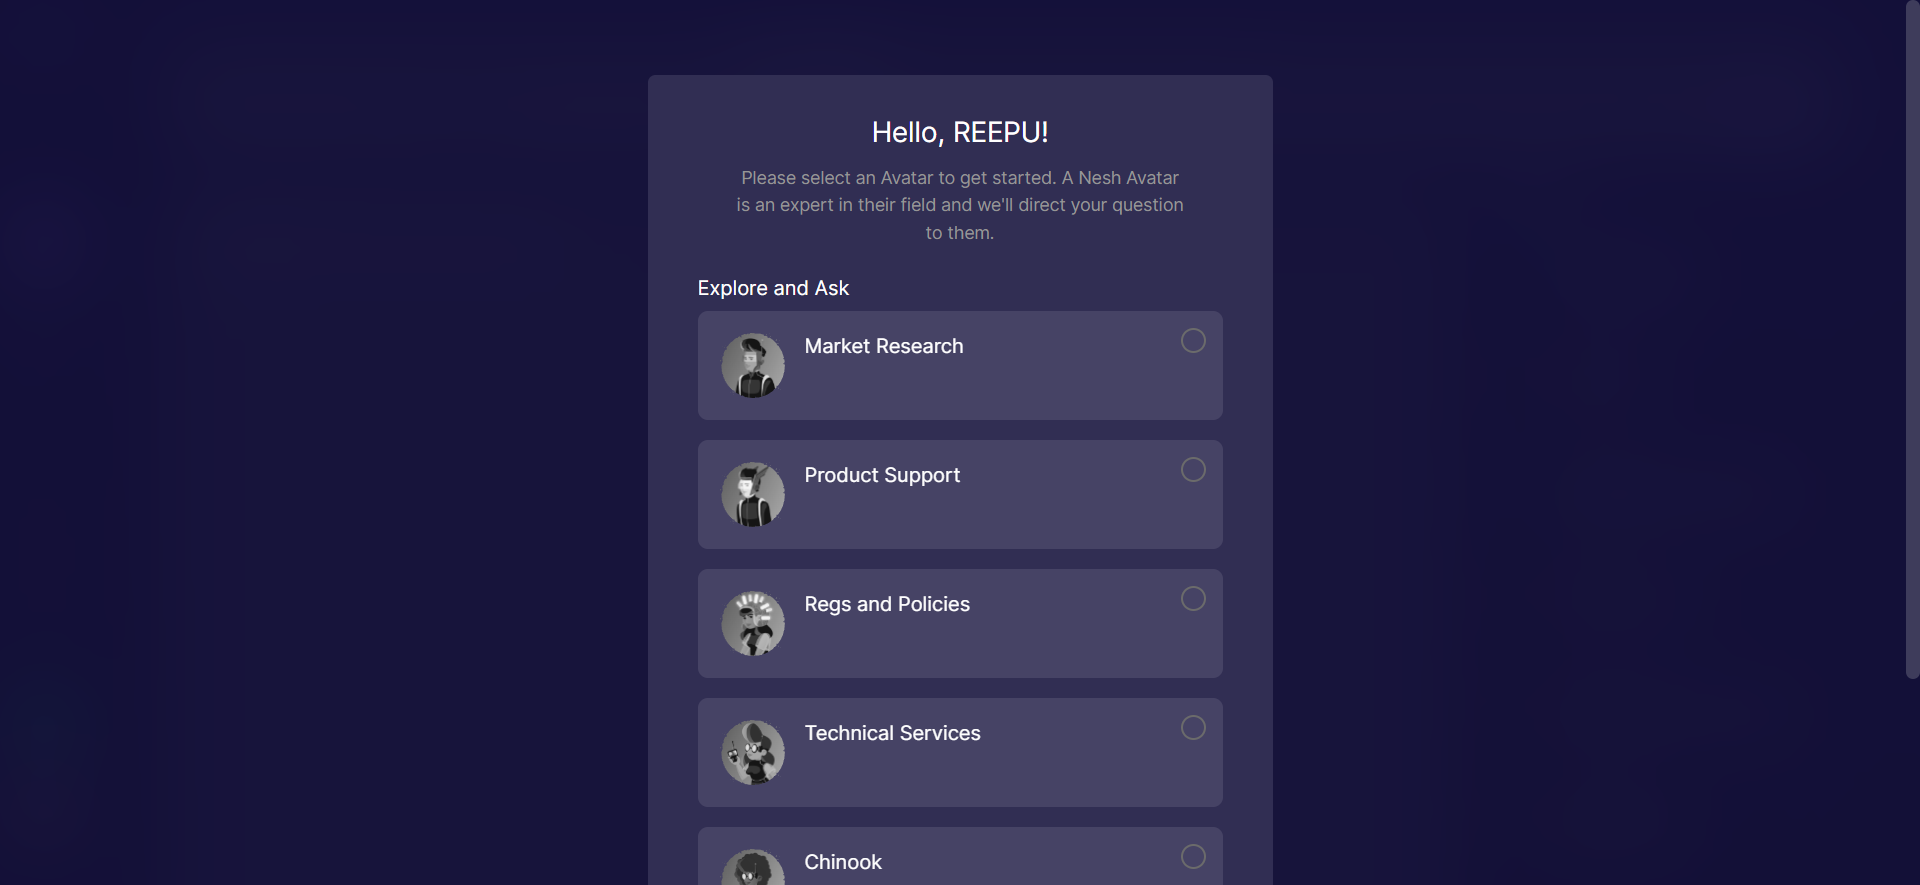 Hello, REEPU!
Please select an Avatar to get started. A Nesh Avatar
is an expert in their field and we'll direct your question
to them.
Explore and Ask
Market Research
Product Support
Regs and Policies
Technical Services
Chinook